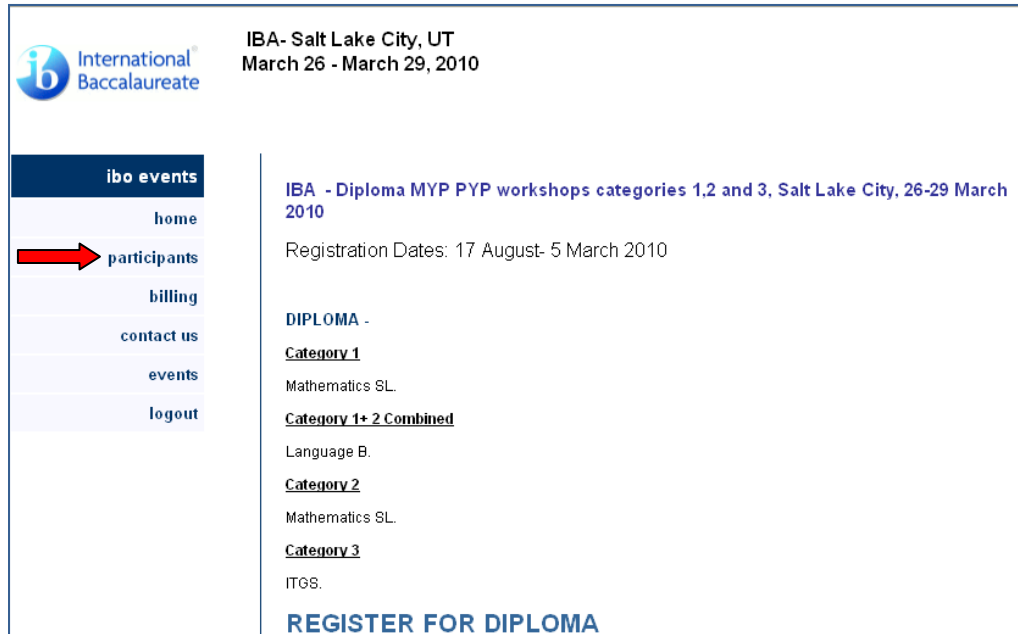 International
Baccalaureate
IBA- Salt Lake City, UT
March 26 - March 29, 2010
ibo events
home
participants
billing
contact us
events
logout
IBA - Diploma MYP PYP workshops categories 1,2 and 3, Salt Lake City, 26-29 March
2010
Registration Dates: 17 August- 5 March 2010
DIPLOMA -
Category 1
Mathematics SL.
Category 1+ 2 Combined
Language B.
Category 2
Mathematics SL.
Category 3
ITGS.
REGISTER FOR DIPLOMA